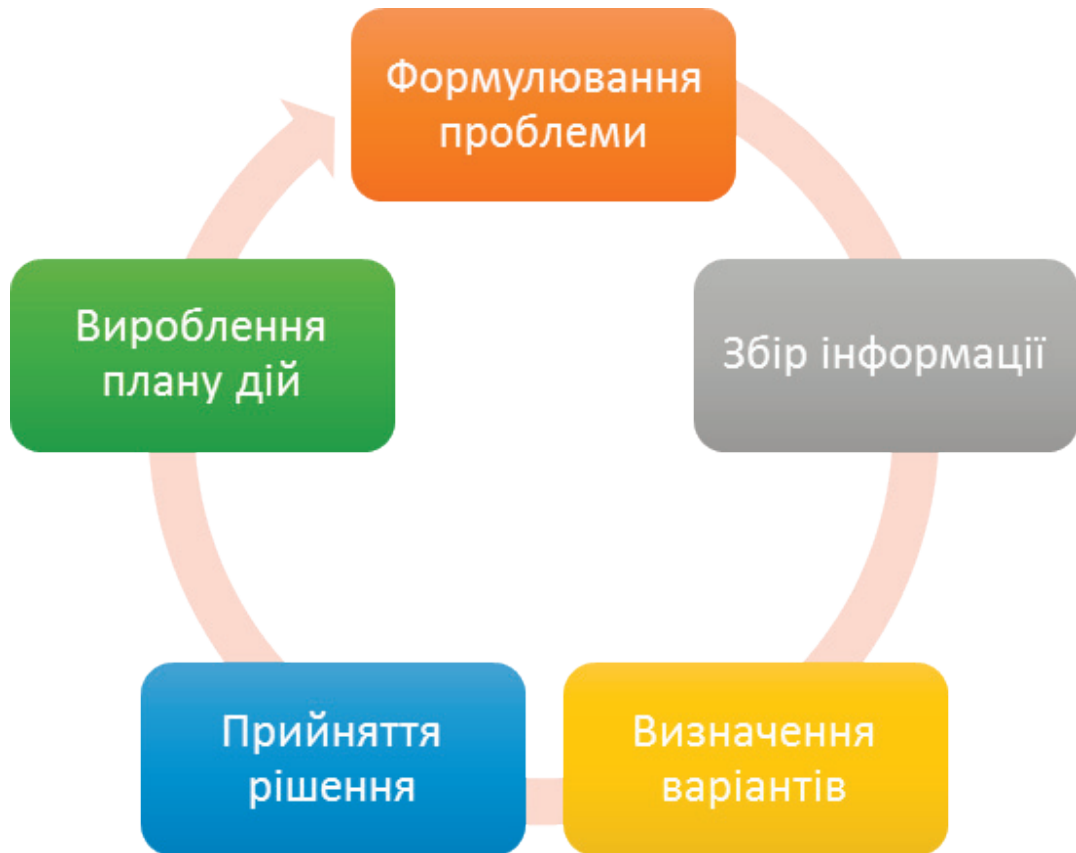 Формулювання
проблеми
Збір інформації
Визначення
варіантів
Прийняття
рішення
Вироблення
плану дій